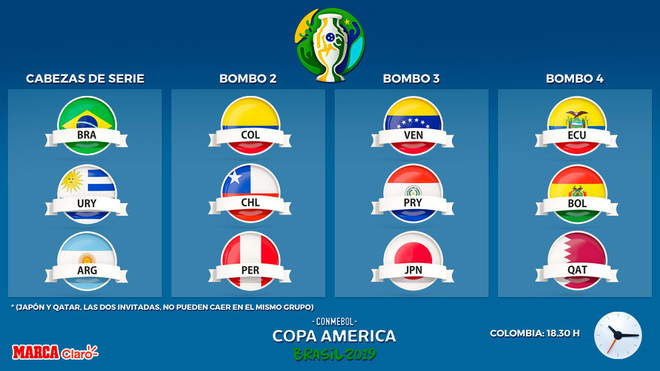 CABEZAS DE SERIE
BOMBO 2
BOMBO 3
BOMBO 4
BRA
COL
VEN
ECU
URY
CHL
PRY
BOL
ARG
PER
JPN
QAT
* (JAPÓN Y QATAR, LAS DOS INVITADAS, NO PUEDEN CAER EN EL MISMO GRUPO)
- CONMEBOL -
COPA AMERICA
BRASIL 2019
COLOMBIA: 18.30 H
MARCA Claro